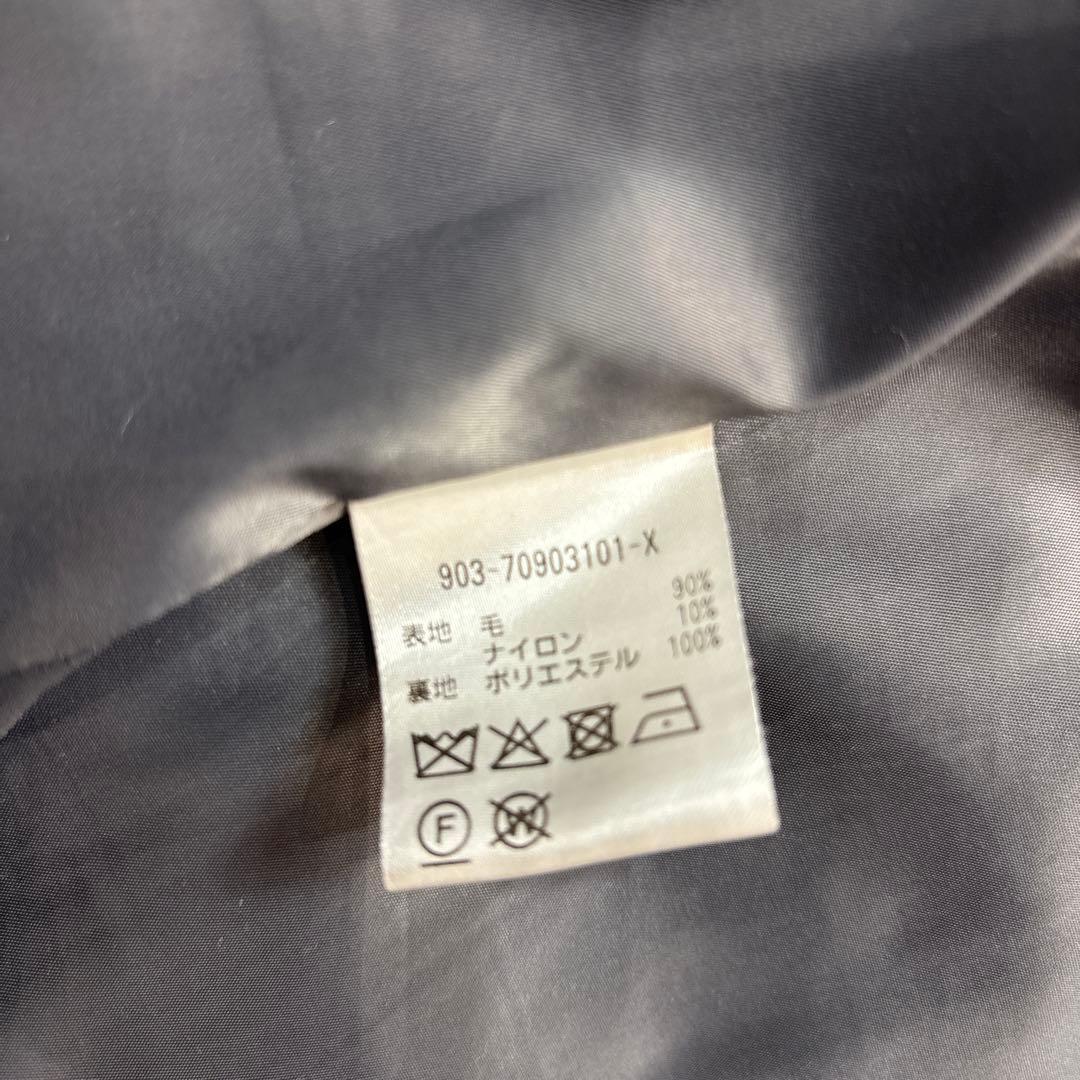 903-70903101-X
表地 毛 90%
ナイロン 10%
裏地 ポリエステル 100%
F
W